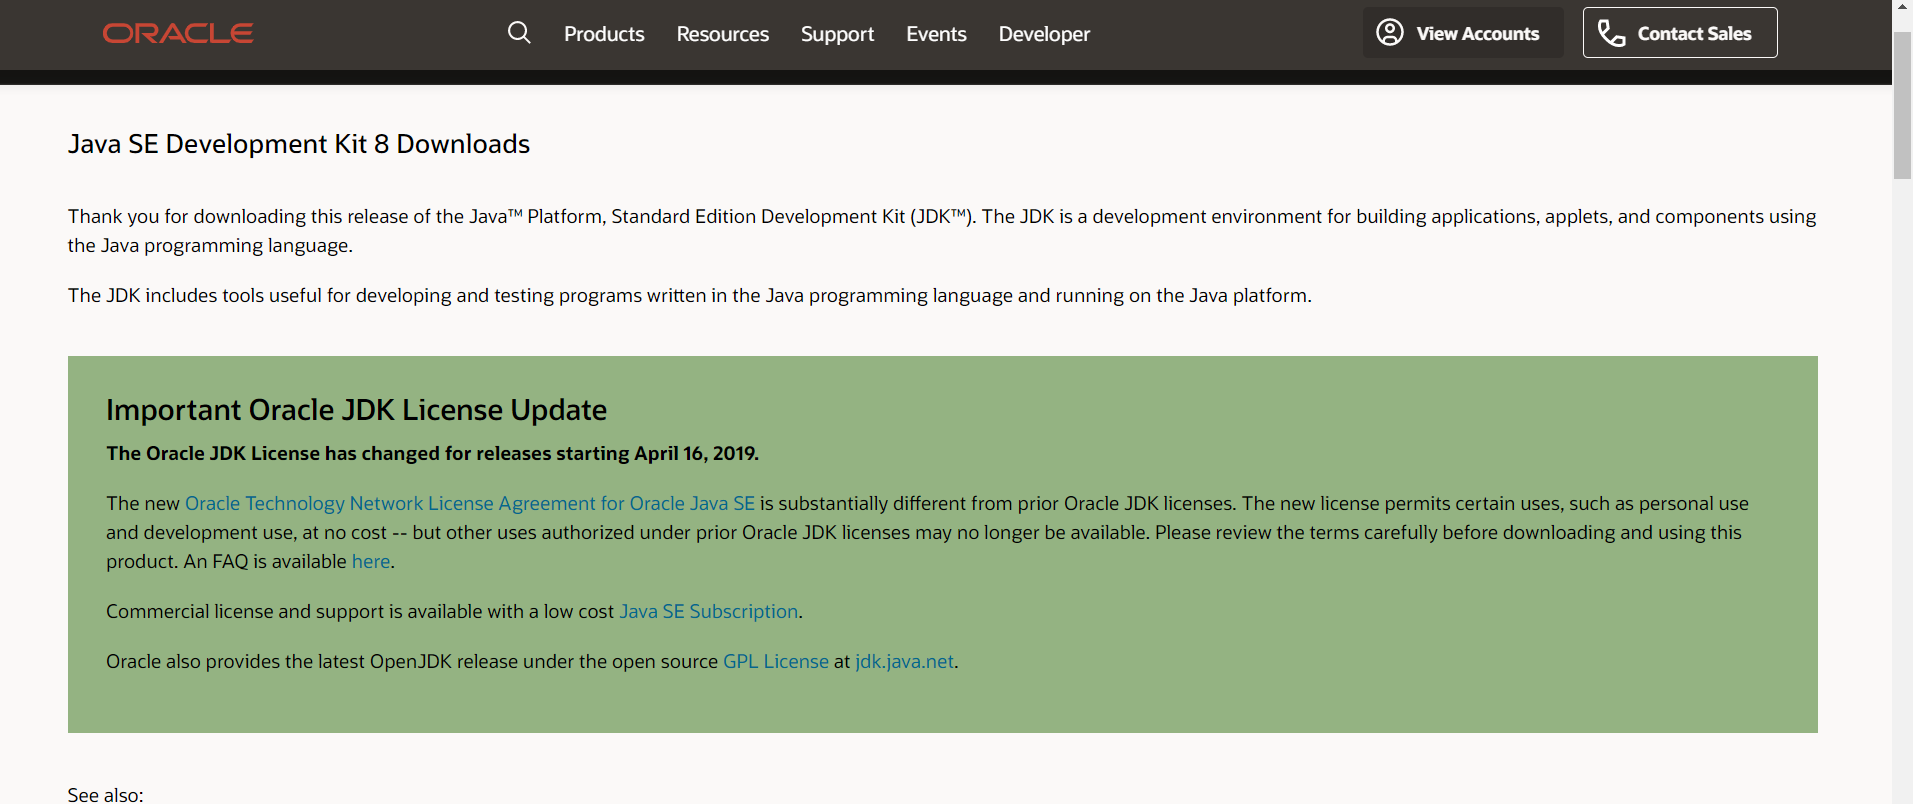 ORACLE
Products
Resources
Support
Events
Developer
View Accounts
Contact Sales
Java SE Development Kit 8 Downloads
Thank you for downloading this release of the Java™ Platform, Standard Edition Development Kit (JDK™). The JDK is a development environment for building applications, applets, and components using
the Java programming language.
The JDK includes tools useful for developing and testing programs written in the Java programming language and running on the Java platform.
Important Oracle JDK License Update
The Oracle JDK License has changed for releases starting April 16, 2019.
The new Oracle Technology Network License Agreement for Oracle Java SE is substantially different from prior Oracle JDK licenses. The new license permits certain uses, such as personal use
and development use, at no cost -- but other uses authorized under prior Oracle JDK licenses may no longer be available. Please review the terms carefully before downloading and using this
product. An FAQ is available here.
Commercial license and support is available with a low cost Java SE Subscription.
Oracle also provides the latest OpenJDK release under the open source GPL License at jdk.java.net.
See also: